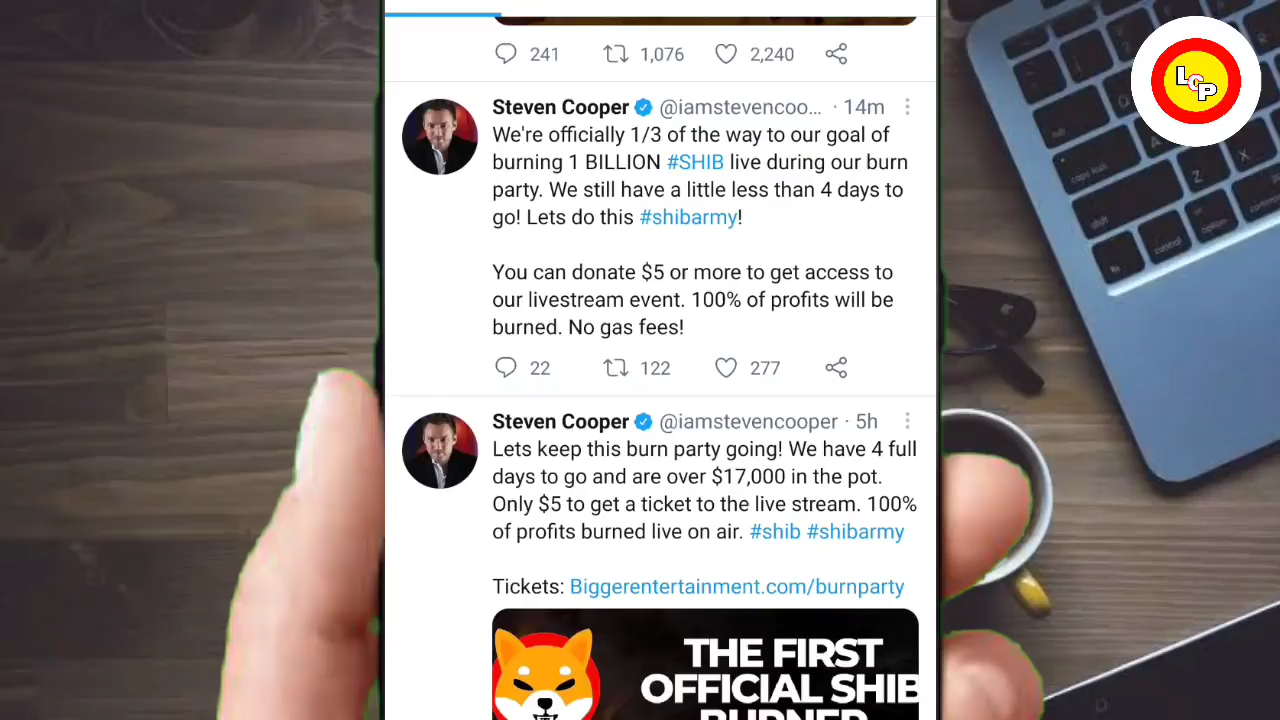 241 1,076 2,240
LCP
Steven Cooper @iamstevencoo... · 14m
We're officially 1/3 of the way to our goal of
burning 1 BILLION #SHIB live during our burn
party. We still have a little less than 4 days to
go! Lets do this #shibarmy!
You can donate $5 or more to get access to
our livestream event. 100% of profits will be
burned. No gas fees!
22 122 277
Steven Cooper @iamstevencooper · 5h
Lets keep this burn party going! We have 4 full
days to go and are over $17,000 in the pot.
Only $5 to get a ticket to the live stream. 100%
of profits burned live on air. #shib #shibarmy
Tickets: Biggerentertainment.com/burnparty
THE FIRST
OFFICIAL SHIB
BURNER